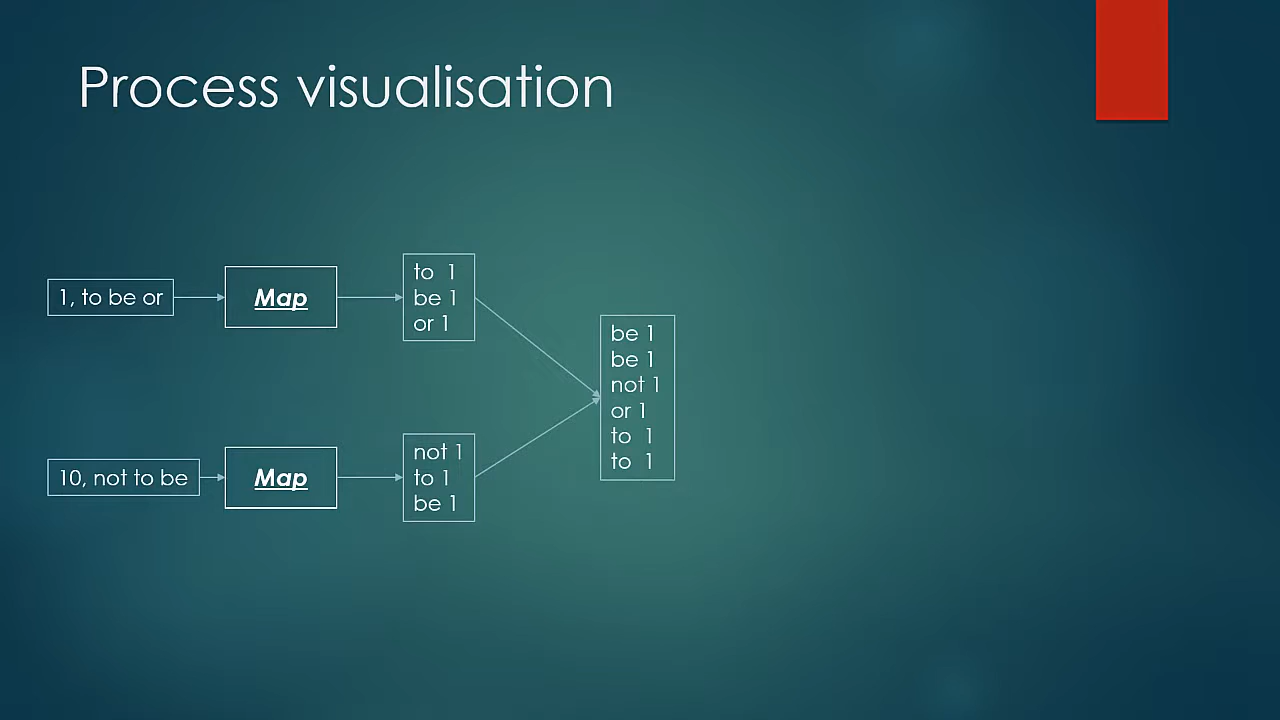 Process visualisation
1, to be or
Map
to 1
be 1
or 1
10, not to be
Map
not 1
to 1
be 1
be 1
be 1
not 1
or 1
to 1
to 1